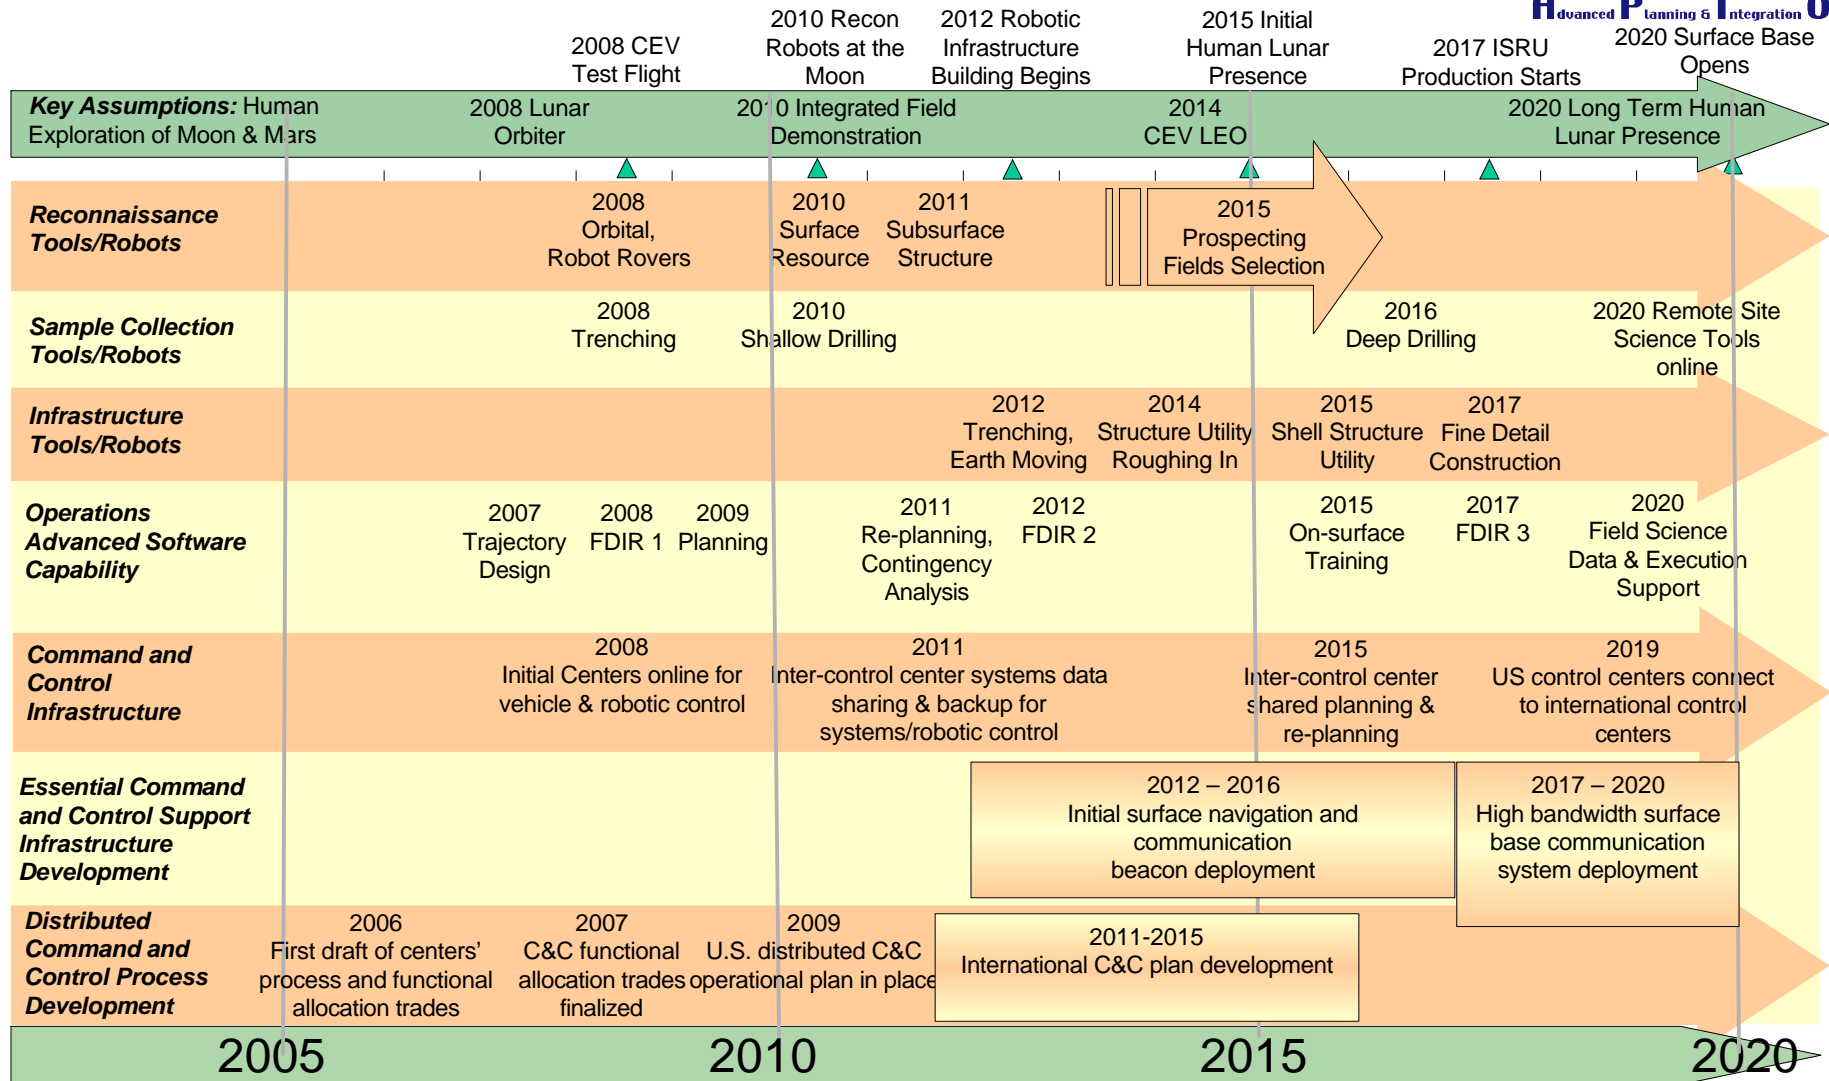 Advanced Planning & Integration O
2008 CEV
Test Flight
2010 Recon
Robots at the
Moon
2012 Robotic
Infrastructure
Building Begins
2015 Initial
Human Lunar
Presence
2017 ISRU
Production Starts
2020 Surface Base
Opens
Key Assumptions: Human
Exploration of Moon & Mars
2008 Lunar
Orbiter
2010 Integrated Field
Demonstration
2014
CEV LEO
2020 Long Term Human
Lunar Presence
Reconnaissance
Tools/Robots
2008
Orbital,
Robot Rovers
2010
Surface
Resource
2011
Subsurface
Structure
2015
Prospecting
Fields Selection
Sample Collection
Tools/Robots
2008
Trenching
2010
Shallow Drilling
2016
Deep Drilling
2020 Remote Site
Science Tools
online
Infrastructure
Tools/Robots
2012
Trenching,
Earth Moving
2014
Structure Utility
Roughing In
2015
Shell Structure
Utility
2017
Fine Detail
Construction
Operations
Advanced Software
Capability
2007
Trajectory
Design
2008
FDIR 1
2009
Planning
2011
Re-planning,
Contingency
Analysis
2012
FDIR 2
2015
On-surface
Training
2017
FDIR 3
2020
Field Science
Data & Execution
Support
Command and
Control
Infrastructure
2008
Initial Centers online for
vehicle & robotic control
2011
Inter-control center systems data
sharing & backup for
systems/robotic control
2015
Inter-control center
shared planning &
re-planning
2019
US control centers connect
to international control
centers
Essential Command
and Control Support
Infrastructure
Development
2012 – 2016
Initial surface navigation and
communication
beacon deployment
2017 – 2020
High bandwidth surface
base communication
system deployment
Distributed
Command and
Control Process
Development
2006
First draft of centers’
process and functional
allocation trades
2007
C&C functional
allocation trades
finalized
2009
U.S. distributed C&C
operational plan in place
2011-2015
International C&C plan development
2005
2010
2015
2020